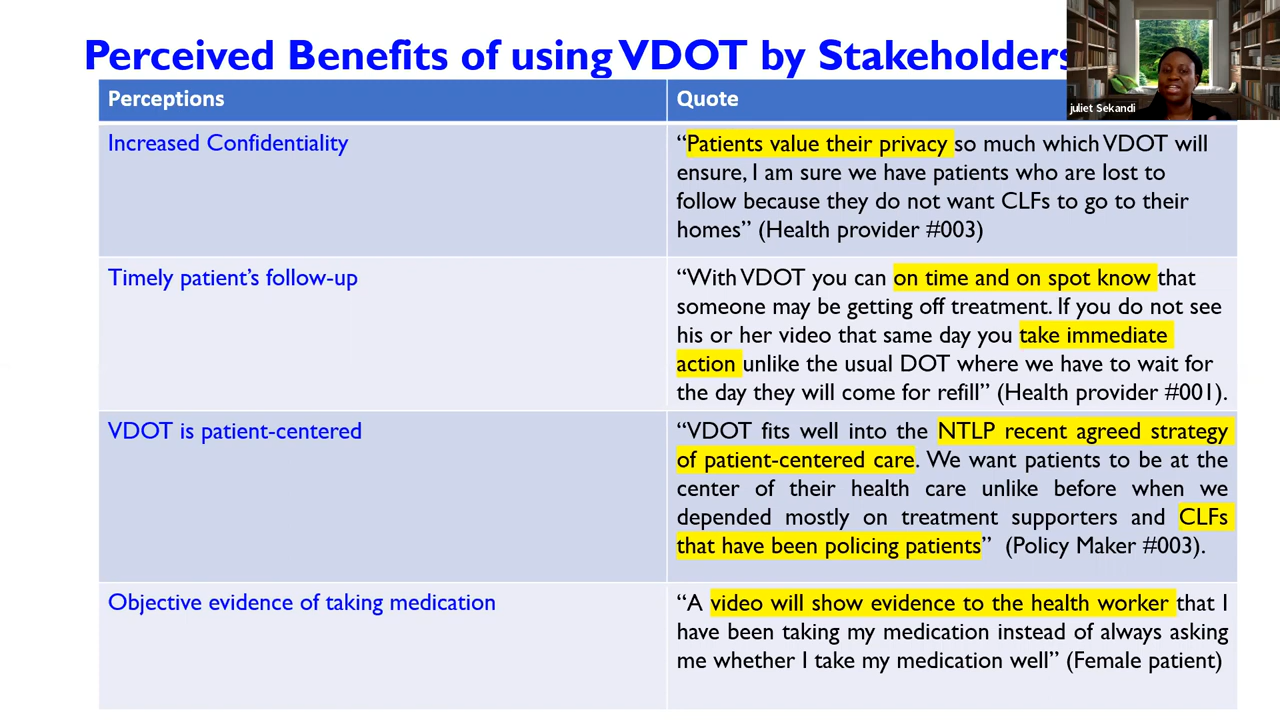 Perceived Benefits of using VDOT by Stakeholders
juliet Sekandi
Perceptions
Quote
Increased Confidentiality
“Patients value their privacy so much which VDOT will
ensure, I am sure we have patients who are lost to
follow because they do not want CLFs to go to their
homes” (Health provider #003)
Timely patient’s follow-up
“With VDOT you can on time and on spot know that
someone may be getting off treatment. If you do not see
his or her video that same day you take immediate
action unlike the usual DOT where we have to wait for
the day they will come for refill” (Health provider #001).
VDOT is patient-centered
“VDOT fits well into the NTLP recent agreed strategy
of patient-centered care. We want patients to be at the
center of their health care unlike before when we
depended mostly on treatment supporters and CLFs
that have been policing patients” (Policy Maker #003).
Objective evidence of taking medication
“A video will show evidence to the health worker that I
have been taking my medication instead of always asking
me whether I take my medication well” (Female patient)